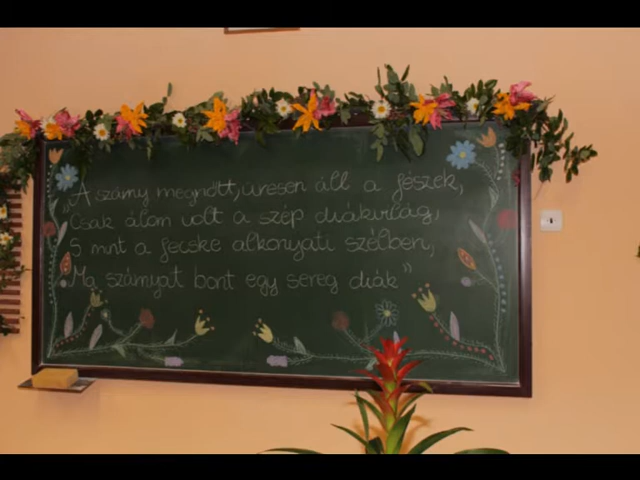 „A szárny megnőtt, üresen áll a fészek,
Csak álom volt a szép diákvilág,
S mint a fecske alkonyati szélben,
Ma szárnyat bont egy sereg diák”